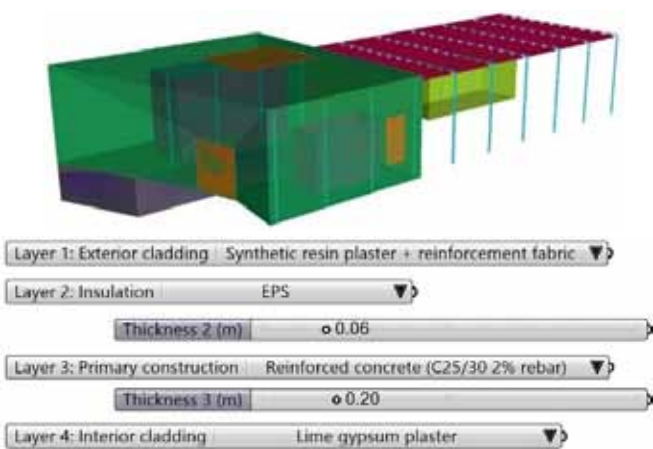 Layer 1: Exterior cladding Synthetic resin plaster + reinforcement fabric
Layer 2: Insulation EPS
Thickness 2 (m) 0.06
Layer 3: Primary construction Reinforced concrete (C25/30 2% rebar)
Thickness 3 (m) 0.20
Layer 4: Interior cladding Lime gypsum plaster